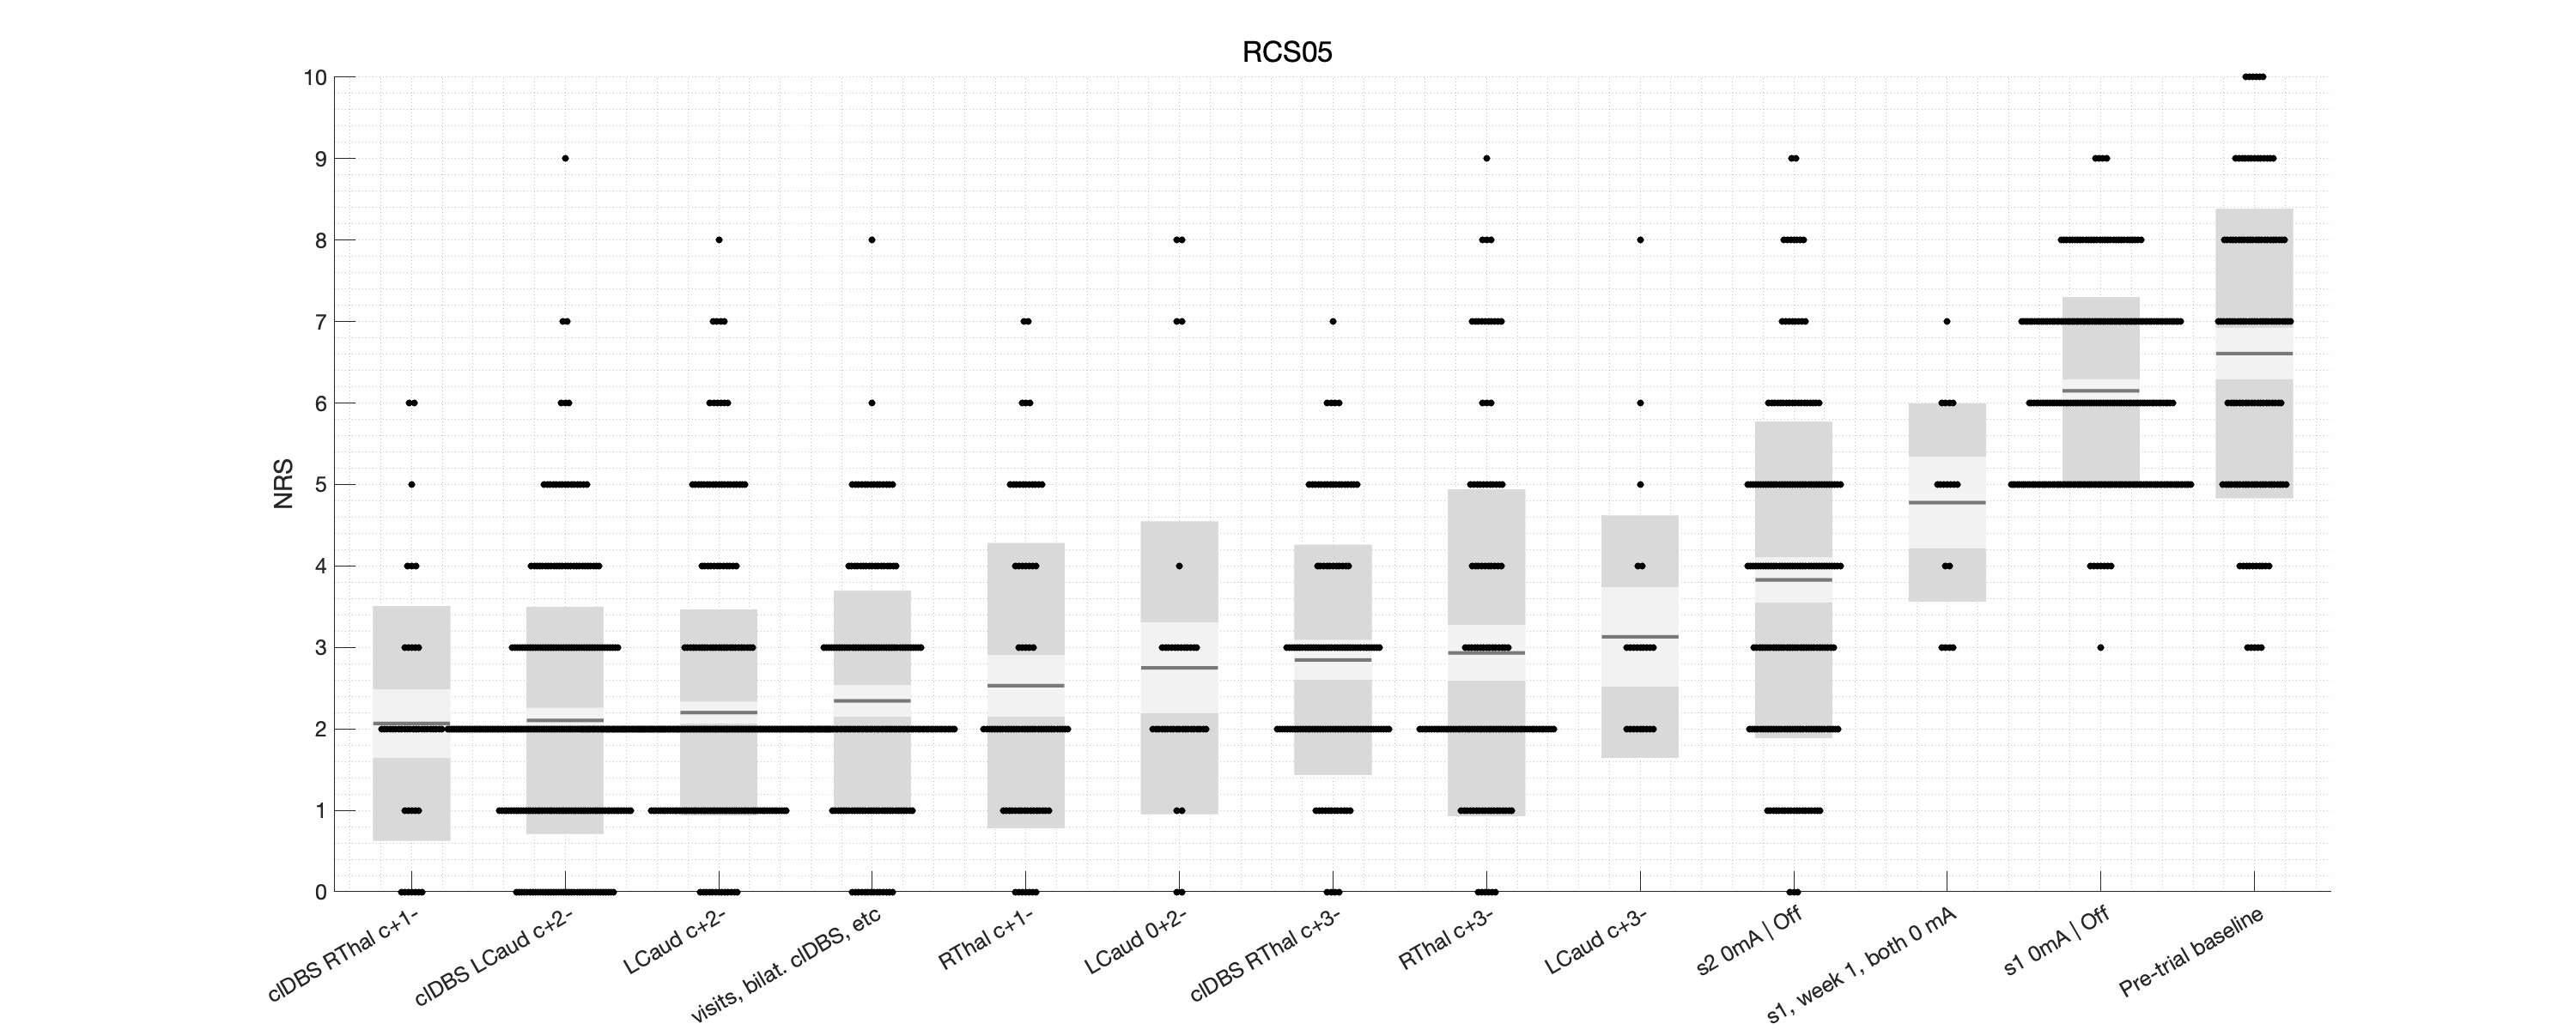 RCS05
NRS
10
9
8
7
6
5
4
3
2
1
0
clDBS RThal c+1-
clDBS LCaud c+2-
LCaud c+2-
visits, bilat. clDBS, etc
RThal c+1-
LCaud 0+2-
clDBS RThal c+3-
RThal c+3-
LCaud c+3-
s2 0mA | Off
s1, week 1, both 0 mA
s1 0mA | Off
Pre-trial baseline